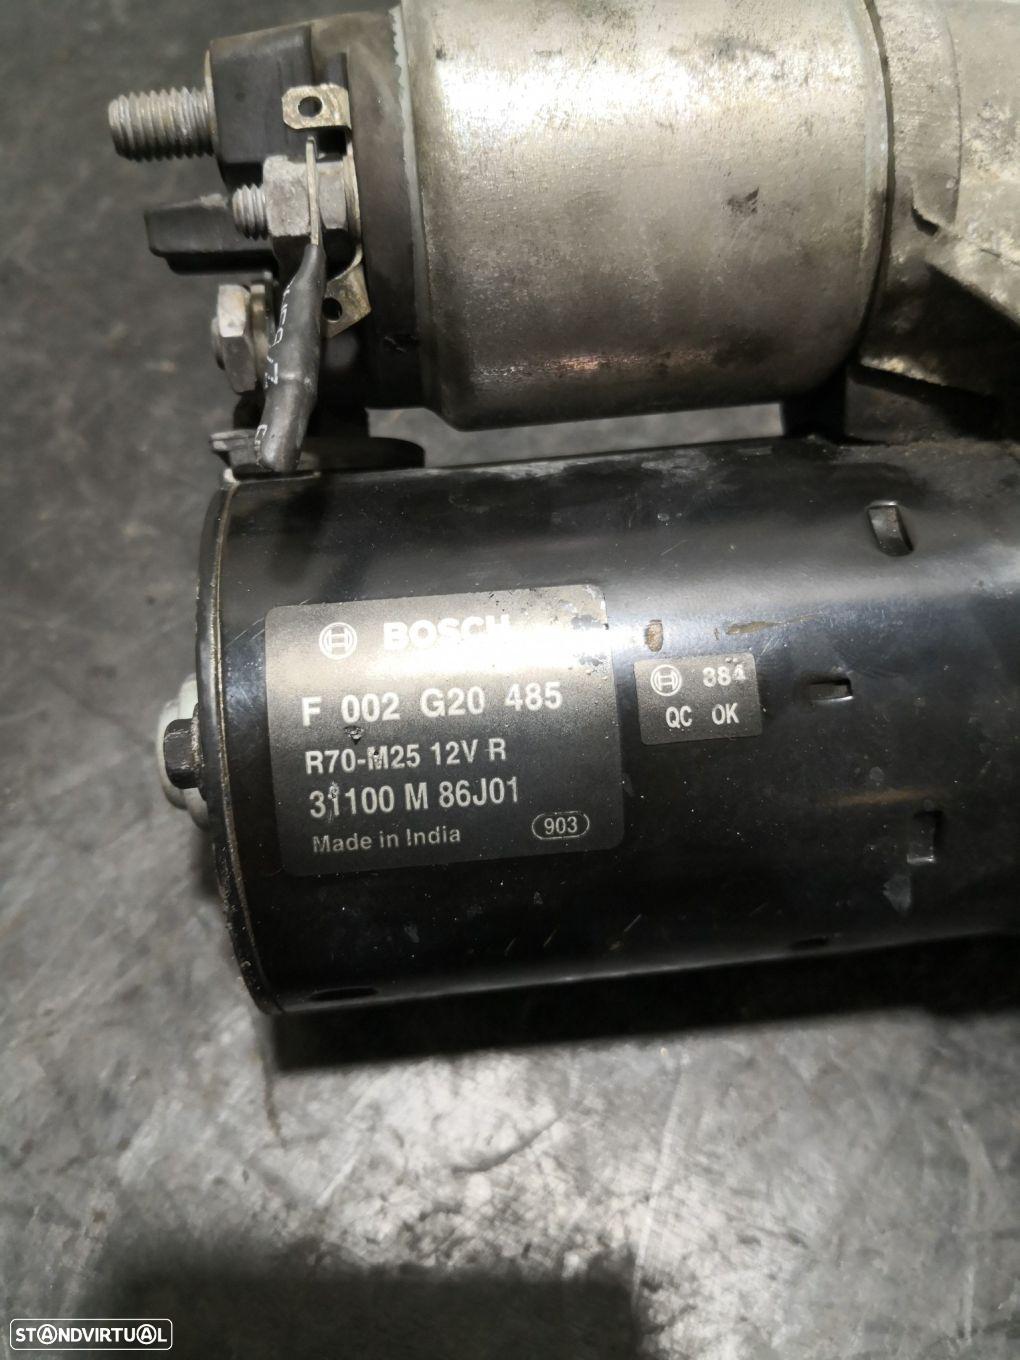 BOSCH
F 002 G20 485
R70-M25 12V R
31100 M 86J01
Made in India
903
384
QC OK
STANDVIRTUAL